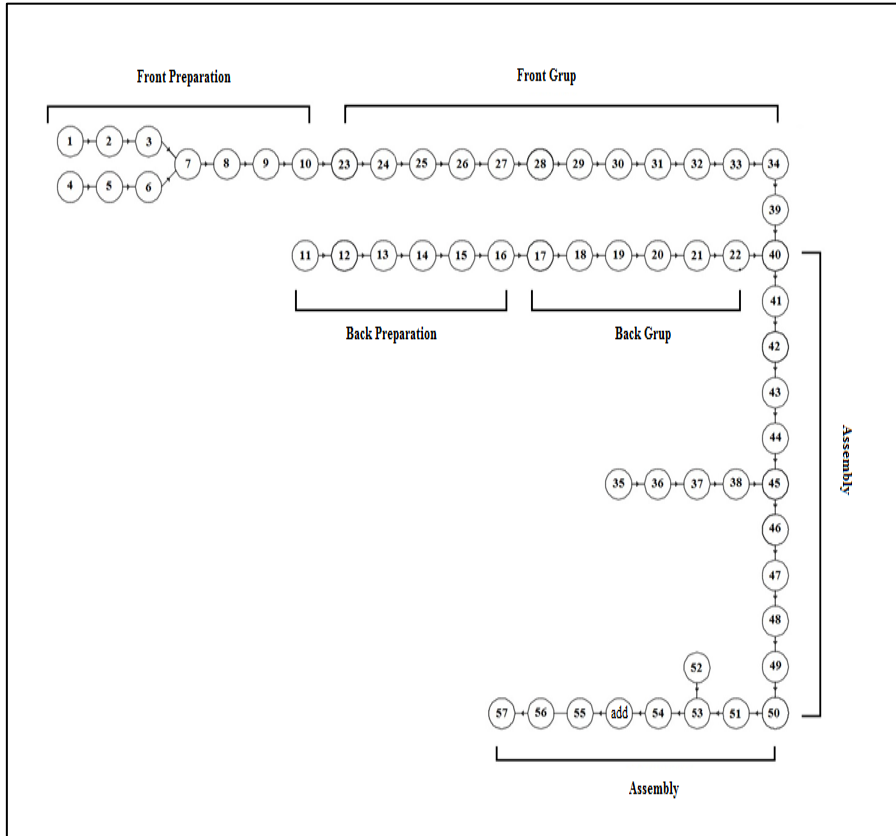 Front Preparation
Front Grup
1 2 3
7 8 9 10 23 24 25 26 27 28 29 30 31 32 33 34
4 5 6
39
11 12 13 14 15 16 17 18 19 20 21 22 40
41
Back Preparation
Back Grup
42
43
44
Assembly
35 36 37 38 45
46
47
48
52
49
57 56 55 add 54 53 51 50
Assembly